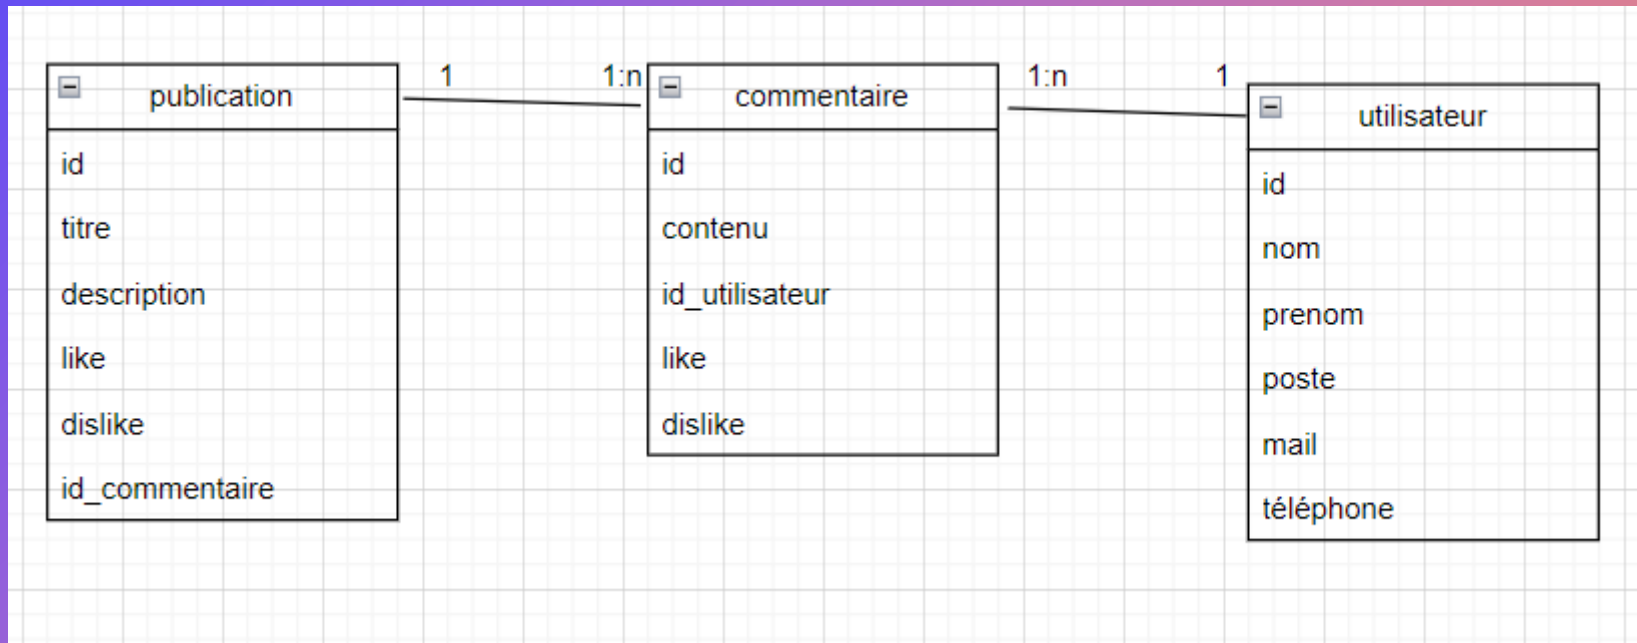 1
1:n
1:n
1
publication
id
titre
description
like
dislike
id_commentaire
commentaire
id
contenu
id_utilisateur
like
dislike
utilisateur
id
nom
prenom
poste
mail
téléphone